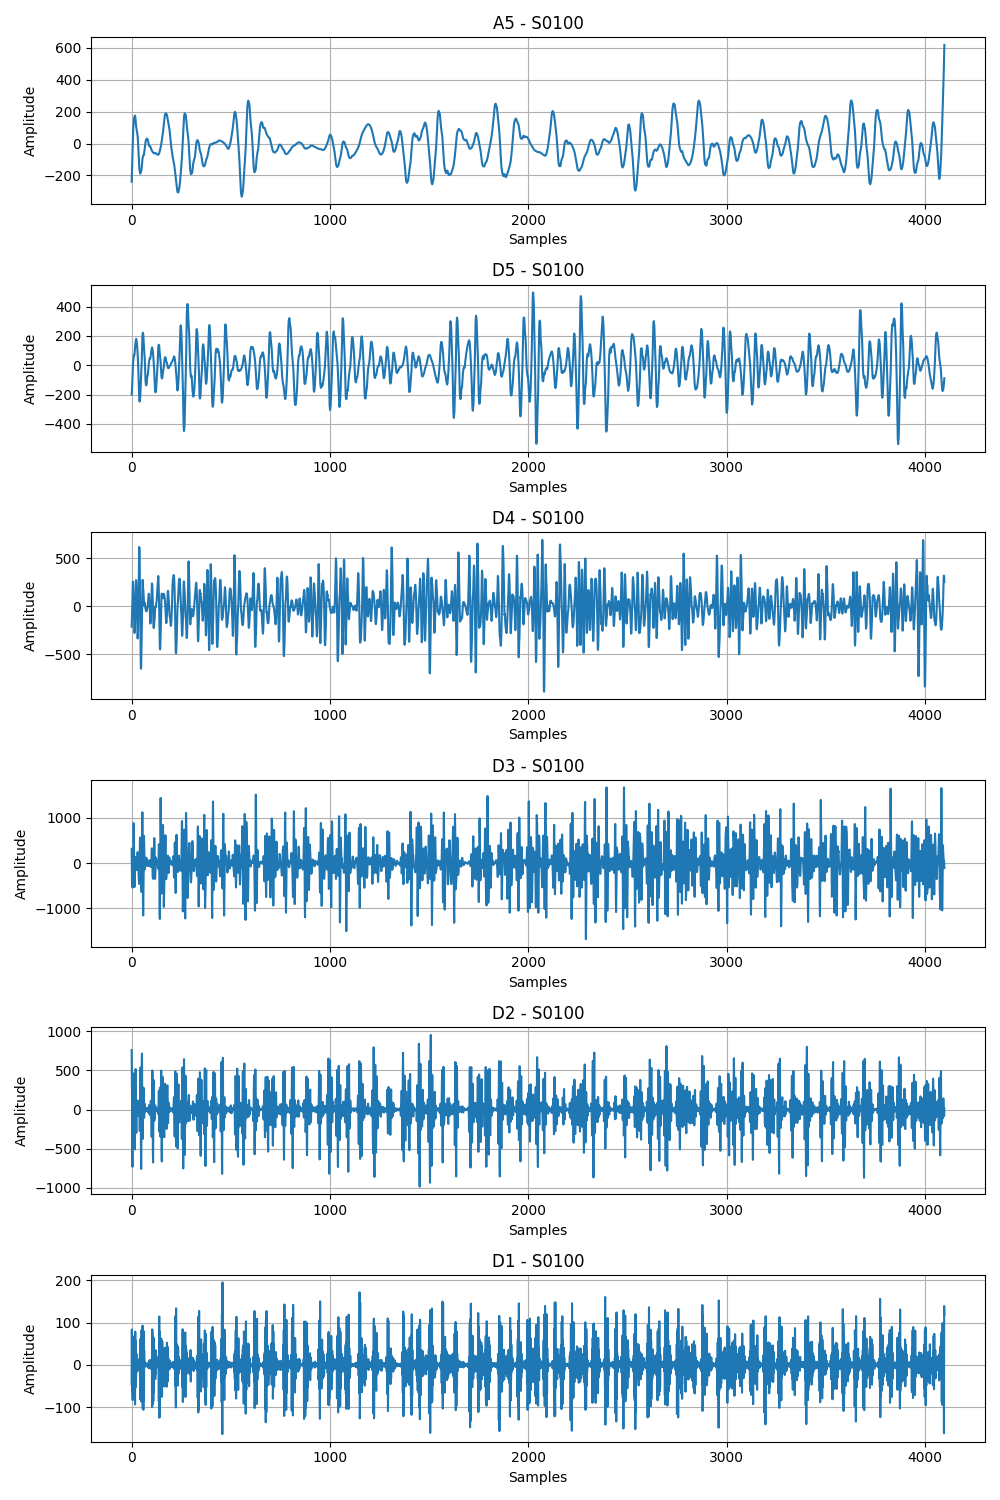 A5 - S0100
600
400
200
0
−200
Amplitude
0 1000 2000 3000 4000
Samples
D5 - S0100
400
200
0
−200
−400
Amplitude
0 1000 2000 3000 4000
Samples
D4 - S0100
500
0
−500
Amplitude
0 1000 2000 3000 4000
Samples
D3 - S0100
1000
0
−1000
Amplitude
0 1000 2000 3000 4000
Samples
D2 - S0100
1000
500
0
−500
−1000
Amplitude
0 1000 2000 3000 4000
Samples
D1 - S0100
200
100
0
−100
Amplitude
0 1000 2000 3000 4000
Samples